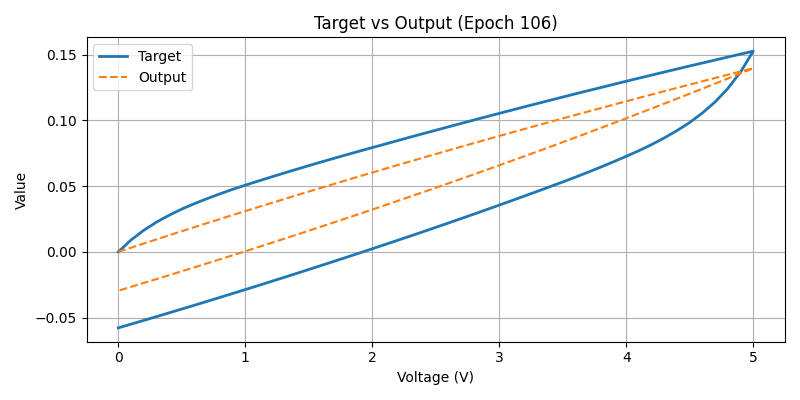 Target vs Output (Epoch 106)
Target
Output
Value
0.15
0.10
0.05
0.00
−0.05
0 1 2 3 4 5
Voltage (V)